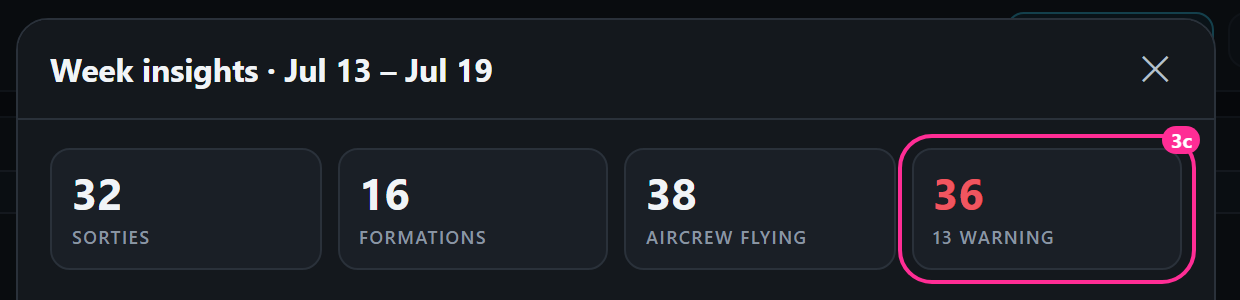 Week insights · Jul 13 – Jul 19
3c
32
SORTIES
16
FORMATIONS
38
AIRCREW FLYING
36
13 WARNING